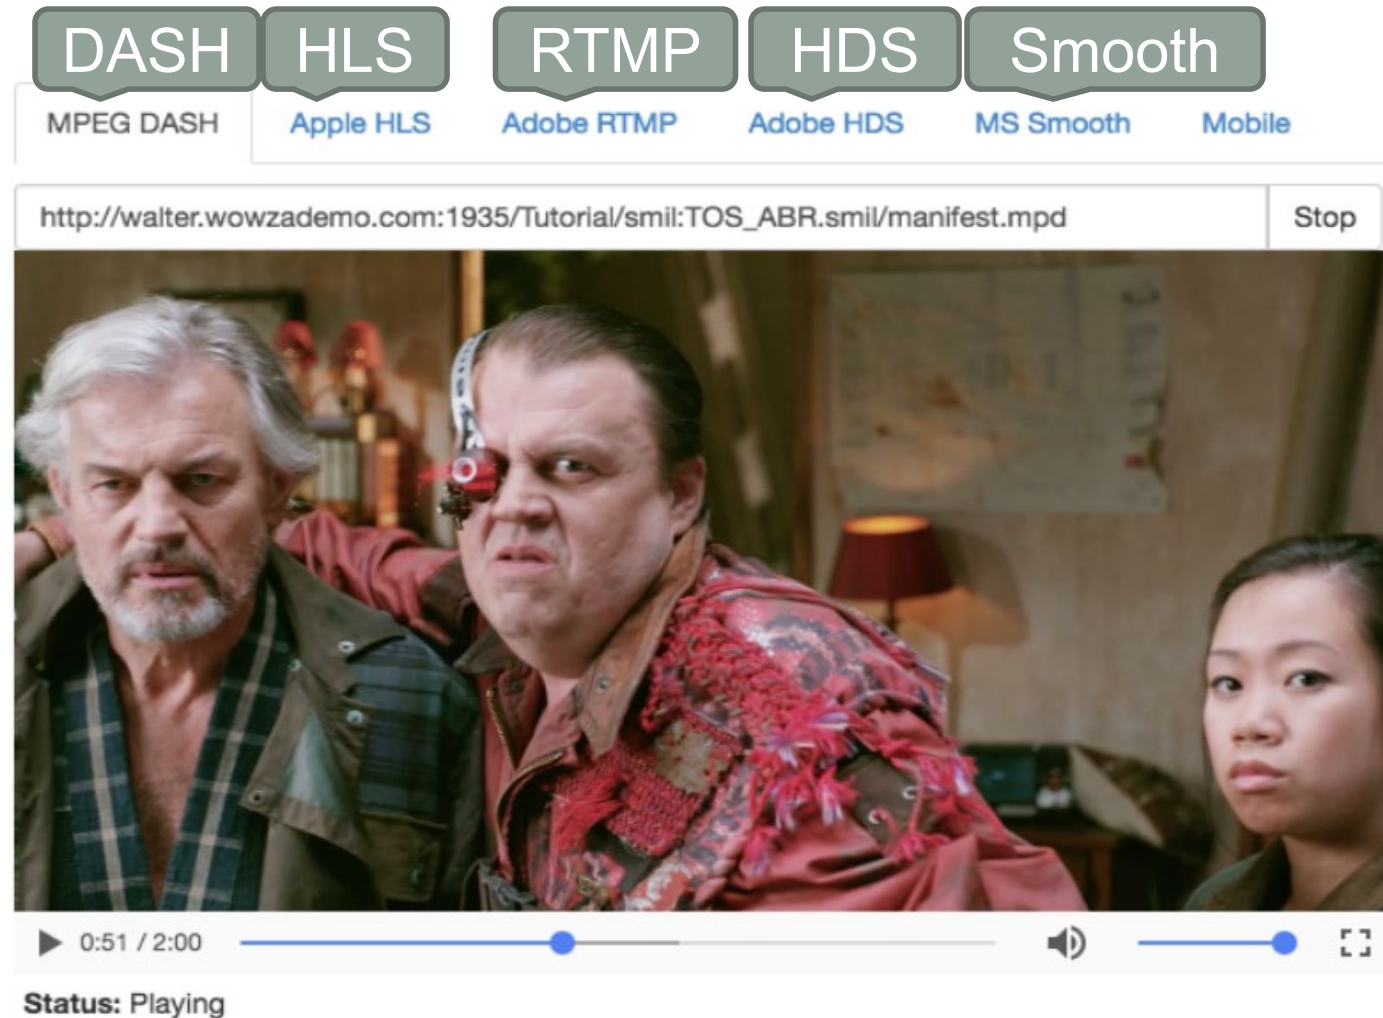 DASH HLS RTMP HDS Smooth
MPEG DASH Apple HLS Adobe RTMP Adobe HDS MS Smooth Mobile
http://walter.wowzademo.com:1935/Tutorial/smil:TOS_ABR.smil/manifest.mpd Stop
0:51 / 2:00
Status: Playing